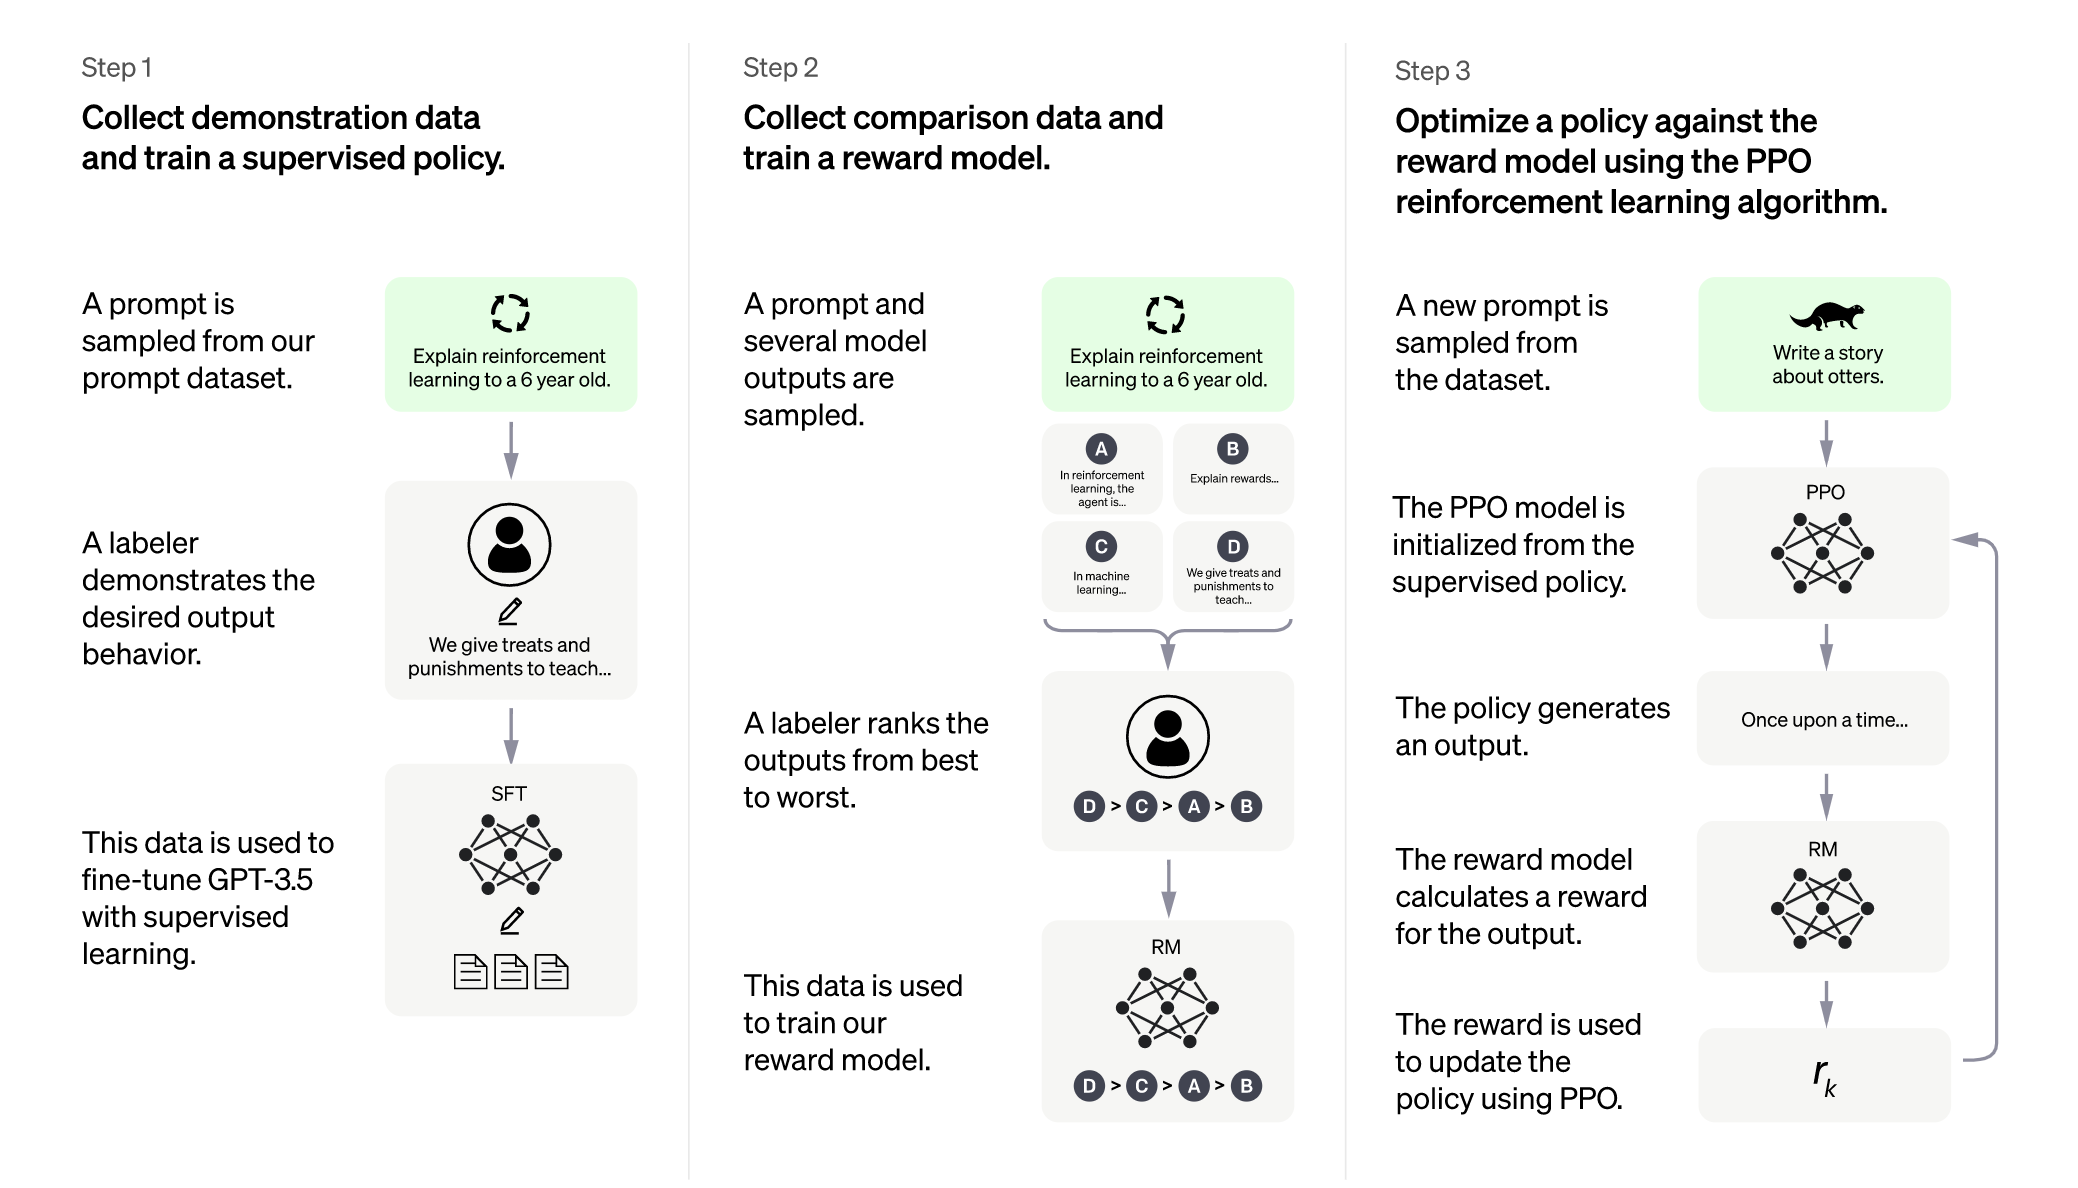 Step 1
Collect demonstration data
and train a supervised policy.
A prompt is
sampled from our
prompt dataset.
Explain reinforcement
learning to a 6 year old.
A labeler
demonstrates the
desired output
behavior.
We give treats and
punishments to teach...
This data is used to
fine-tune GPT-3.5
with supervised
learning.
SFT
Step 2
Collect comparison data and
train a reward model.
A prompt and
several model
outputs are
sampled.
Explain reinforcement
learning to a 6 year old.
A
In reinforcement
learning, the
agent is...
B
Explain rewards...
C
In machine
learning...
D
We give treats and
punishments to
teach...
A labeler ranks the
outputs from best
to worst.
D > C > A > B
This data is used
to train our
reward model.
RM
D > C > A > B
Step 3
Optimize a policy against the
reward model using the PPO
reinforcement learning algorithm.
A new prompt is
sampled from
the dataset.
Write a story
about otters.
The PPO model is
initialized from the
supervised policy.
PPO
The policy generates
an output.
Once upon a time...
The reward model
calculates a reward
for the output.
RM
The reward is used
to update the
policy using PPO.
rk